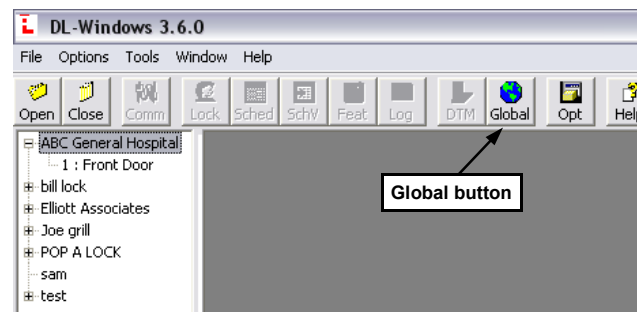 DL-Windows 3.6.0
File Options Tools Window Help
Open Close Comm Lock Sched SchV Feat Log DTM Global Opt Help
ABC General Hospital
1 : Front Door
bill lock
Elliott Associates
Joe grill
POP A LOCK
sam
test
Global button